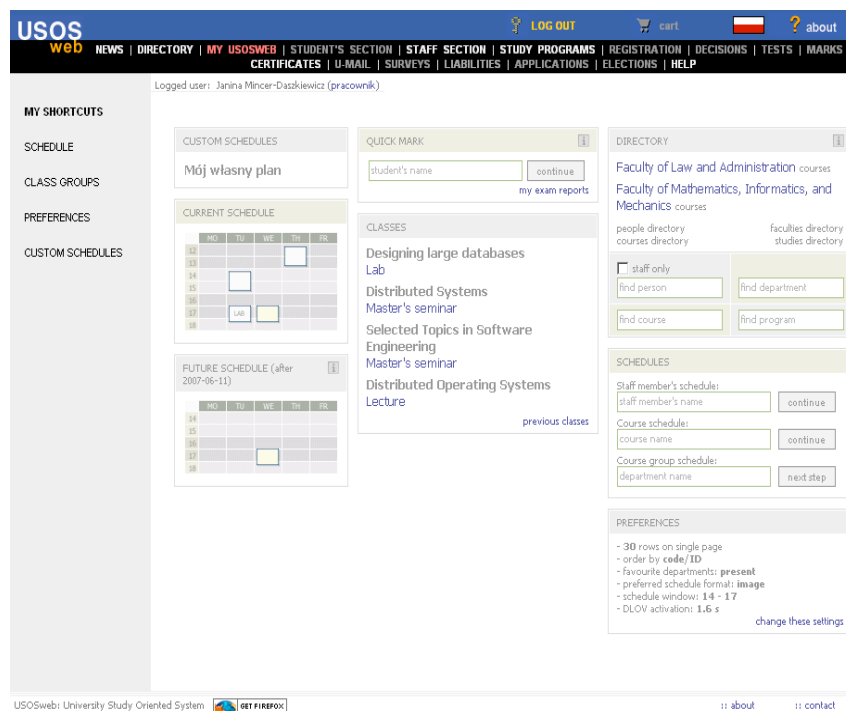 USOS
web
LOG OUT
cart
? about
NEWS | DIRECTORY | MY USOSWEB | STUDENT'S SECTION | STAFF SECTION | STUDY PROGRAMS | REGISTRATION | DECISIONS | TESTS | MARKS
CERTIFICATES | U-MAIL | SURVEYS | LIABILITIES | APPLICATIONS | ELECTIONS | HELP
Logged user: Janina Mincer-Daszkiewicz (pracownik)
MY SHORTCUTS
SCHEDULE
CLASS GROUPS
PREFERENCES
CUSTOM SCHEDULES
CUSTOM SCHEDULES
Mój własny plan
CURRENT SCHEDULE
MO TU WE TH FR
12
13
14
15
16
17 LAB
18
FUTURE SCHEDULE (after
2007-06-11)
i
MO TU WE TH FR
14
15
16
17
18
QUICK MARK
i
student's name
continue
my exam reports
CLASSES
Designing large databases
Lab
Distributed Systems
Master's seminar
Selected Topics in Software
Engineering
Master's seminar
Distributed Operating Systems
Lecture
previous classes
DIRECTORY
i
Faculty of Law and Administration courses
Faculty of Mathematics, Informatics, and
Mechanics courses
people directory faculties directory
courses directory studies directory
staff only
find person find department
find course find program
SCHEDULES
Staff member's schedule:
staff member's name continue
Course schedule:
course name continue
Course group schedule:
department name next step
PREFERENCES
- 30 rows on single page
- order by code/ID
- favourite departments: present
- preferred schedule format: image
- schedule window: 14 - 17
- DLOV activation: 1.6 s
change these settings
USOSweb: University Study Oriented System GET FIREFOX :: about :: contact